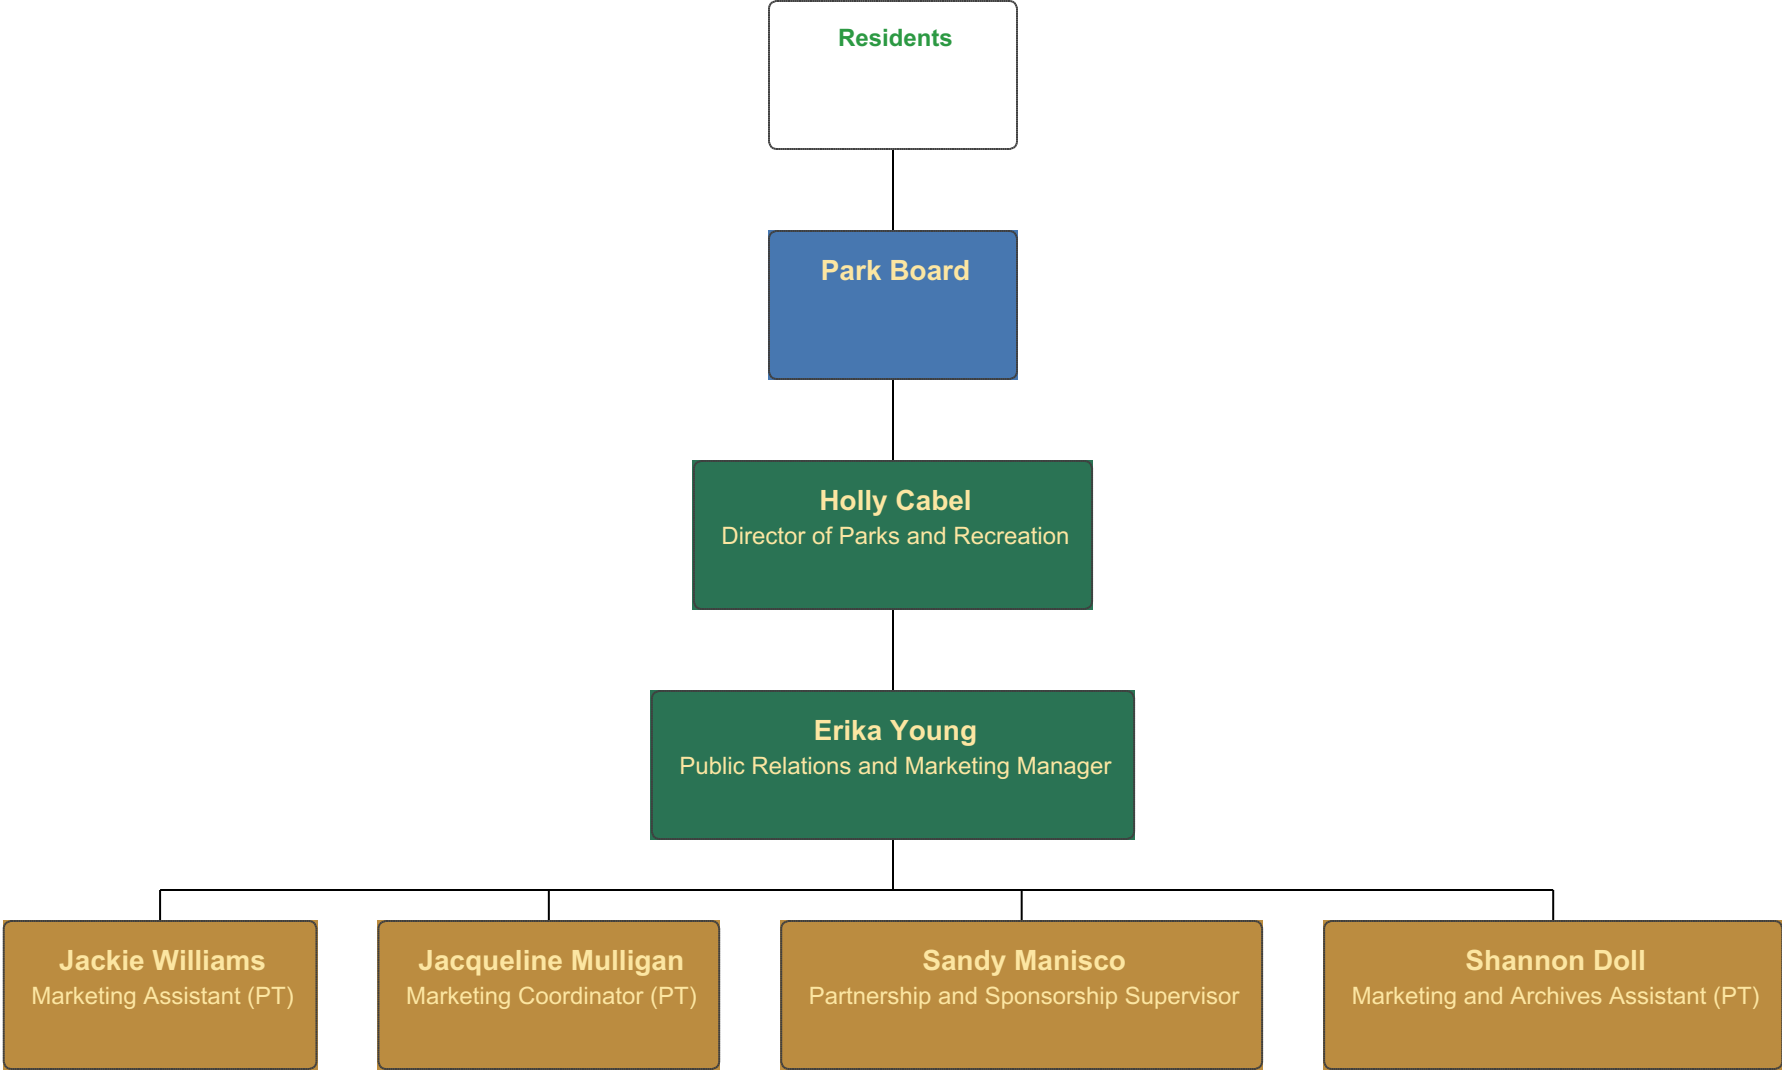 Residents
Park Board
Holly Cabel
Director of Parks and Recreation
Erika Young
Public Relations and Marketing Manager
Jackie Williams
Marketing Assistant (PT)
Jacqueline Mulligan
Marketing Coordinator (PT)
Sandy Manisco
Partnership and Sponsorship Supervisor
Shannon Doll
Marketing and Archives Assistant (PT)